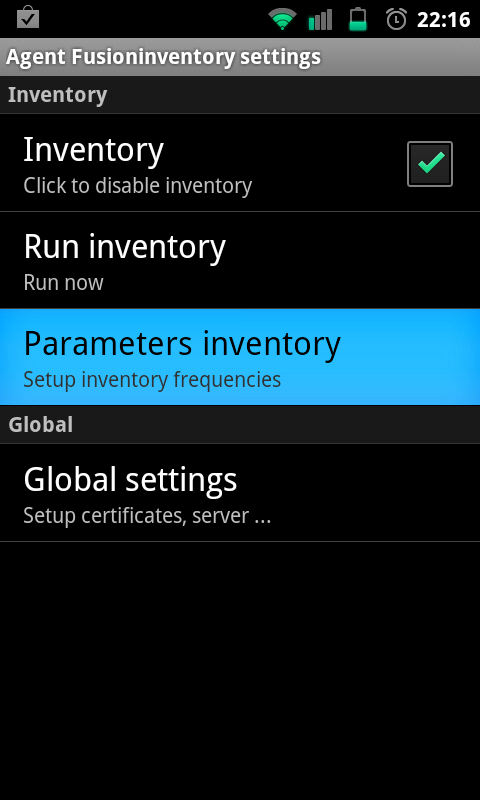 22:16
Agent Fusioninventory settings
Inventory
Inventory
Click to disable inventory
Run inventory
Run now
Parameters inventory
Setup inventory frequencies
Global
Global settings
Setup certificates, server ...